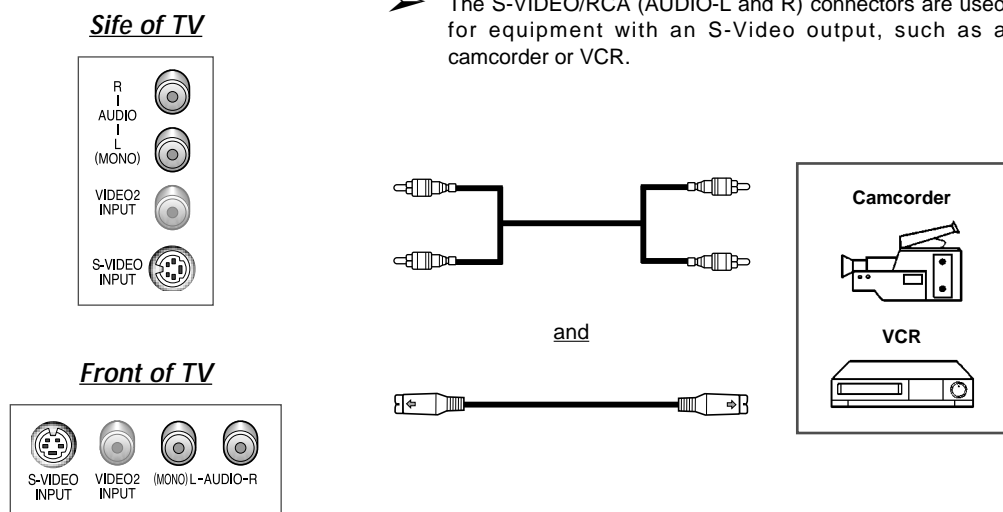 The S-VIDEO/RCA (AUDIO-L and R) connectors are used
for equipment with an S-Video output, such as a
camcorder or VCR.
Sife of TV
R
AUDIO
L
(MONO)
VIDEO2
INPUT
S-VIDEO
INPUT
and
Camcorder
VCR
Front of TV
S-VIDEO
INPUT
VIDEO2
INPUT
(MONO) L-AUDIO-R